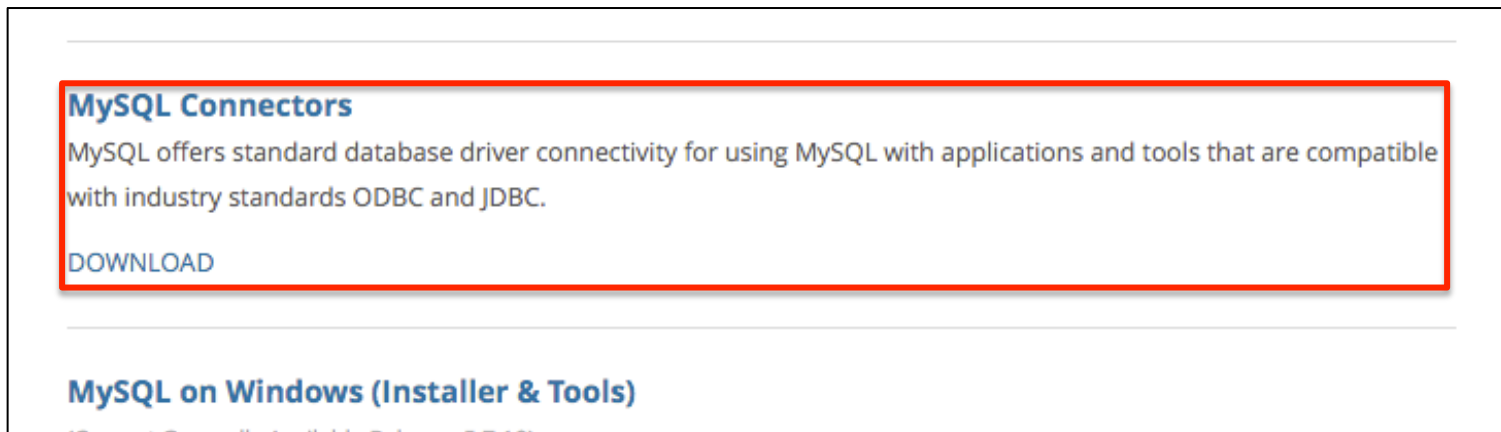 MySQL Connectors
MySQL offers standard database driver connectivity for using MySQL with applications and tools that are compatible
with industry standards ODBC and JDBC.
DOWNLOAD
MySQL on Windows (Installer & Tools)